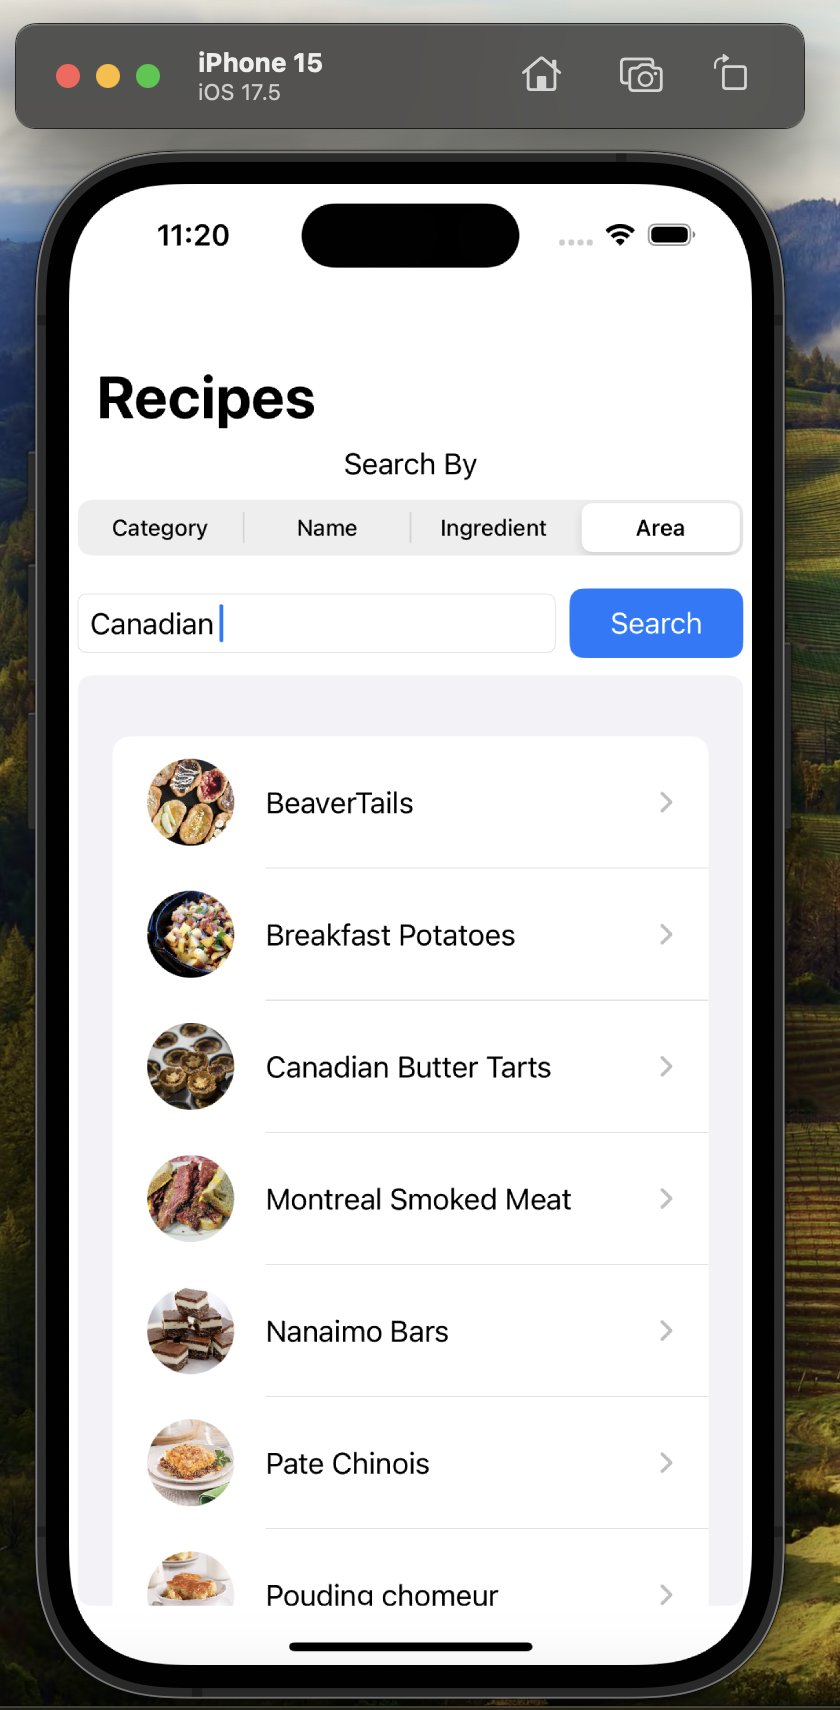 iPhone 15
iOS 17.5
11:20
Recipes
Search By
Category Name Ingredient Area
Canadian Search
BeaverTails
Breakfast Potatoes
Canadian Butter Tarts
Montreal Smoked Meat
Nanaimo Bars
Pate Chinois
Pouding chomeur